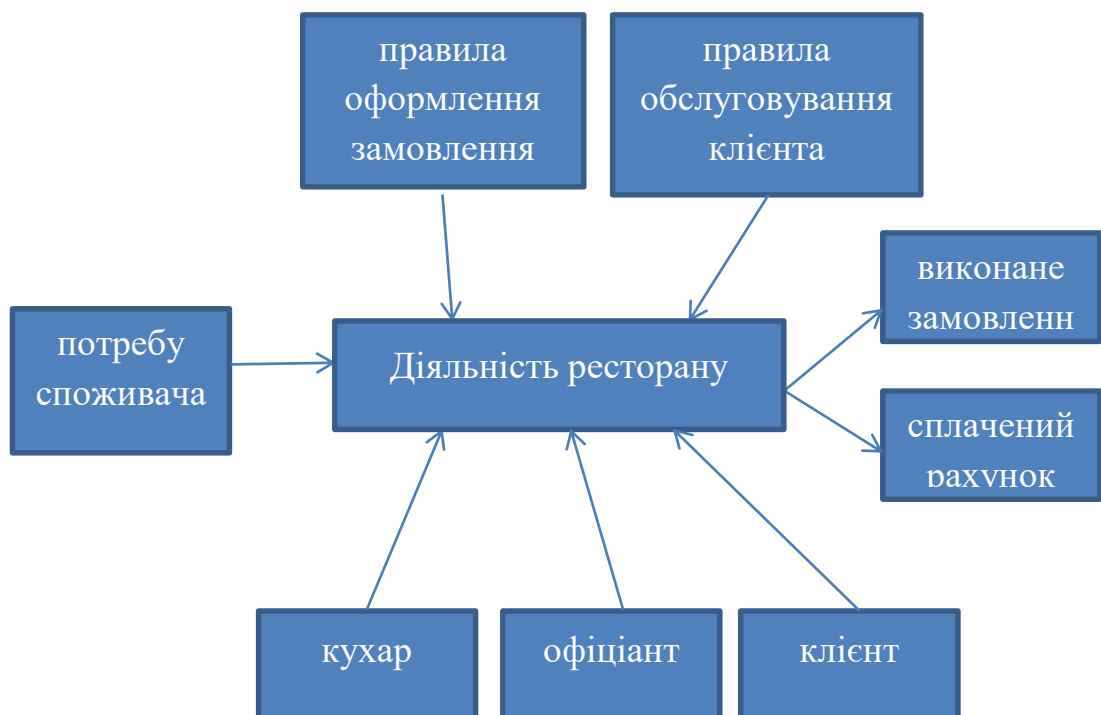 правила
оформлення
замовлення
правила
обслуговування
клієнта
потребу
споживача
Діяльність ресторану
виконане
замовленн
сплачений
рахунок
кухар
офіціант
клієнт